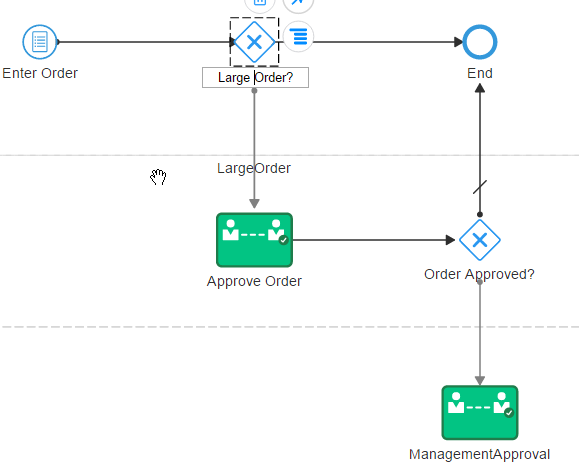 Enter Order
Large Order?
End
LargeOrder
Approve Order
Order Approved?
ManagementApproval